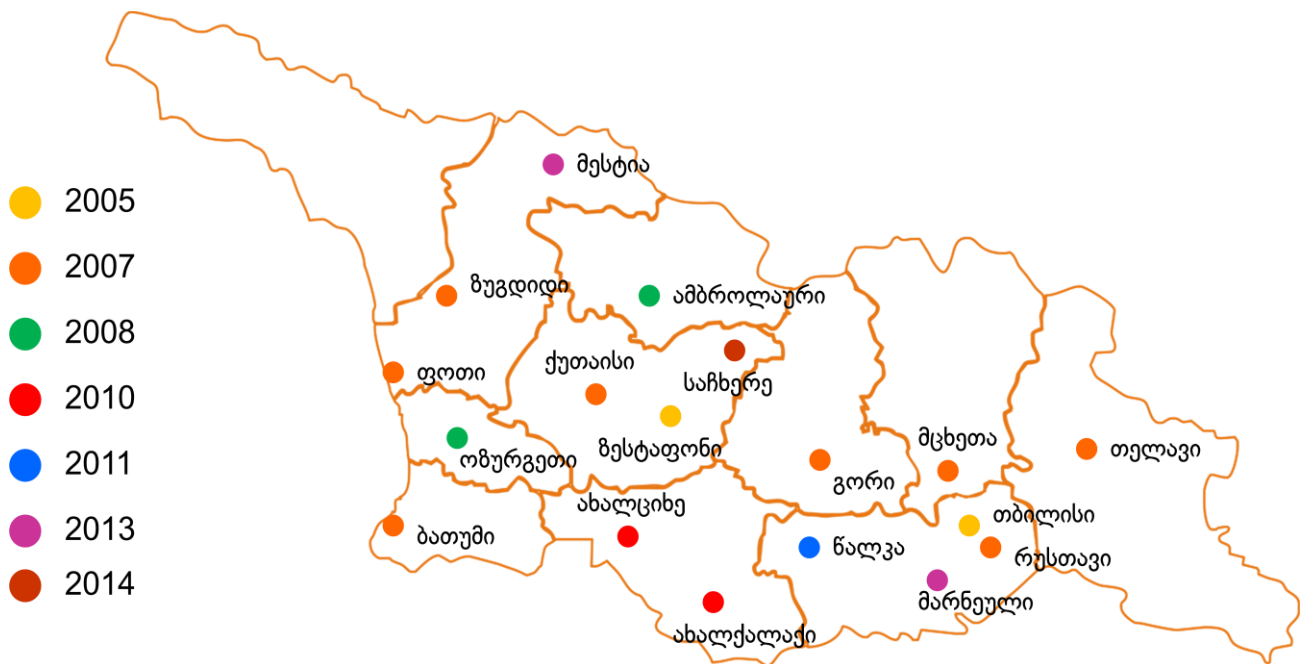 2005
2007
2008
2010
2011
2013
2014
მესტია
ზუგდიდი
ამბროლაური
ფოთი
ქუთაისი
საჩხერე
ოზურგეთი
ზესტაფონი
მცხეთა
თელავი
გორი
ახალციხე
ბათუმი
წალკა
თბილისი
რუსთავი
მარნეული
ახალქალაქი